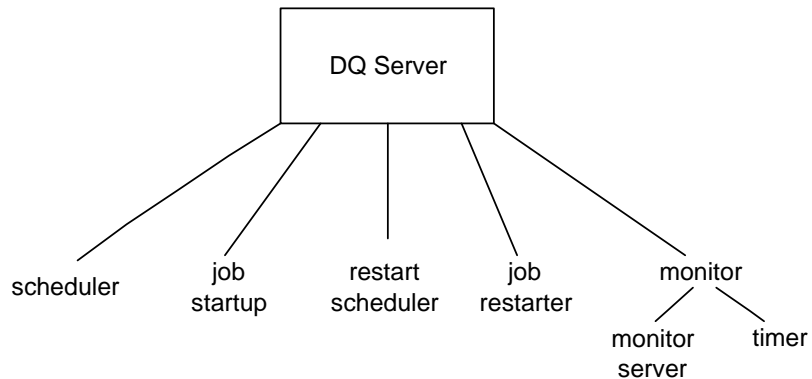 DQ Server
scheduler
job
startup
restart
scheduler
job
restarter
monitor
monitor
server
timer